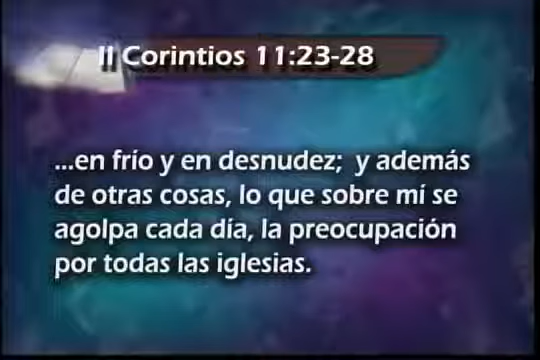 II Corintios 11:23-28
...en frío y en desnudez; y además
de otras cosas, lo que sobre mí se
agolpa cada día, la preocupación
por todas las iglesias.